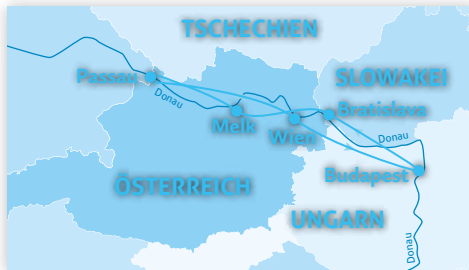 TSCHECHIEN
Passau
SLOWAKEI
Donau
Bratislava
Melk
Wien
Donau
Budapest
ÖSTERREICH
UNGARN
Donau